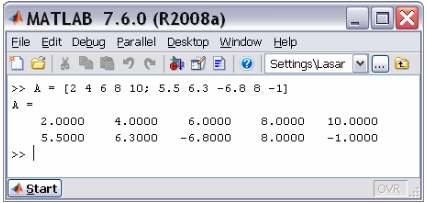 MATLAB 7.6.0 (R2008a)
File Edit Debug Parallel Desktop Window Help
Settings\Lasar ...
>> A = [2 4 6 8 10; 5.5 6.3 -6.8 8 -1]
A =
2.0000 4.0000 6.0000 8.0000 10.0000
5.5000 6.3000 -6.8000 8.0000 -1.0000
>>
Start OVR